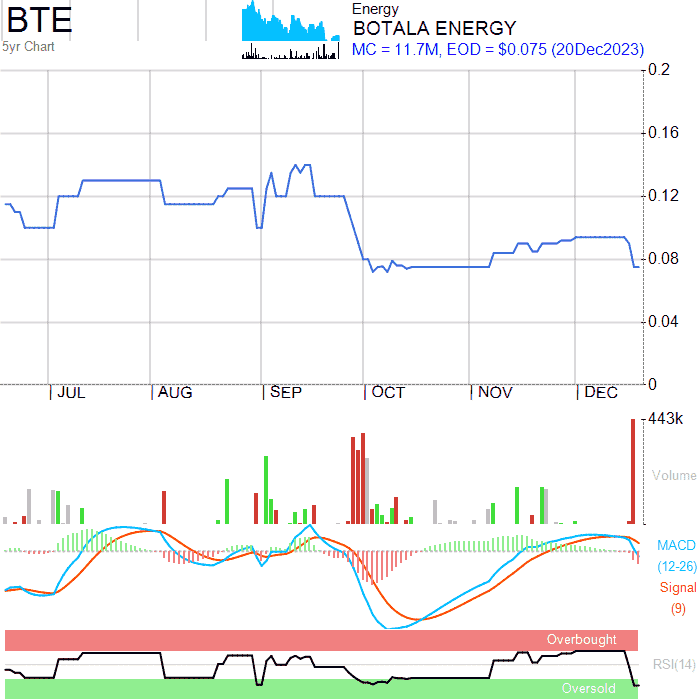 BTE
5yr Chart
Energy
BOTALA ENERGY
MC = 11.7M, EOD = $0.075 (20Dec2023)
0.2
0.16
0.12
0.08
0.04
0
JUL AUG SEP OCT NOV DEC
443k
Volume
MACD
(12-26)
Signal
(9)
Overbought
RSI(14)
Oversold